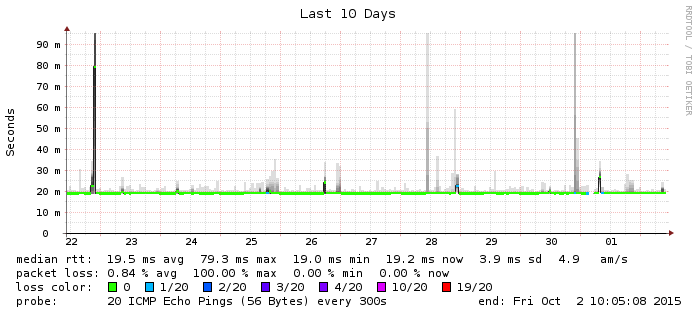 Last 10 Days
RRDTOOL / TOBI OETIKER
Seconds
90 m
80 m
70 m
60 m
50 m
40 m
30 m
20 m
10 m
0
22 23 24 25 26 27 28 29 30 01
median rtt: 19.5 ms avg 79.3 ms max 19.0 ms min 19.2 ms now 3.9 ms sd 4.9 am/s
packet loss: 0.84 % avg 100.00 % max 0.00 % min 0.00 % now
loss color: 0 1/20 2/20 3/20 4/20 10/20 19/20
probe: 20 ICMP Echo Pings (56 Bytes) every 300s end: Fri Oct 2 10:05:08 2015